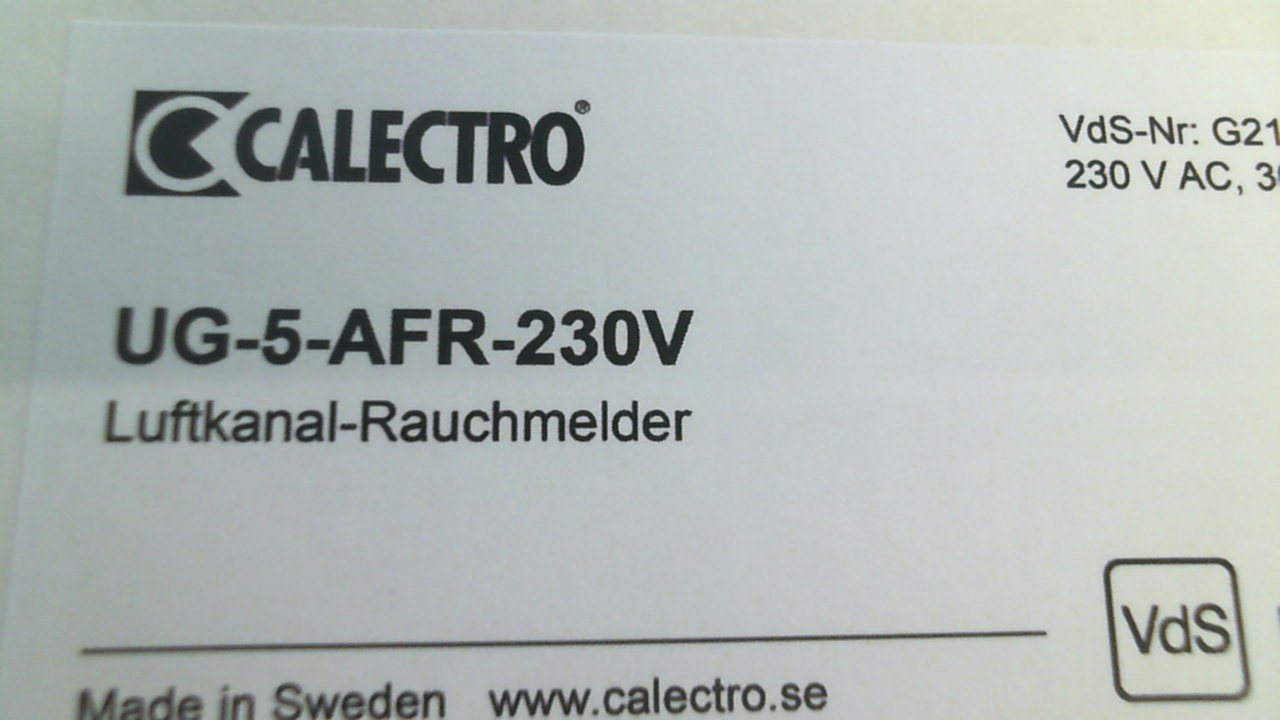 CALECTRO®
VdS-Nr: G21
230 V AC, 30
UG-5-AFR-230V
Luftkanal-Rauchmelder
VdS
Made in Sweden www.calectro.se